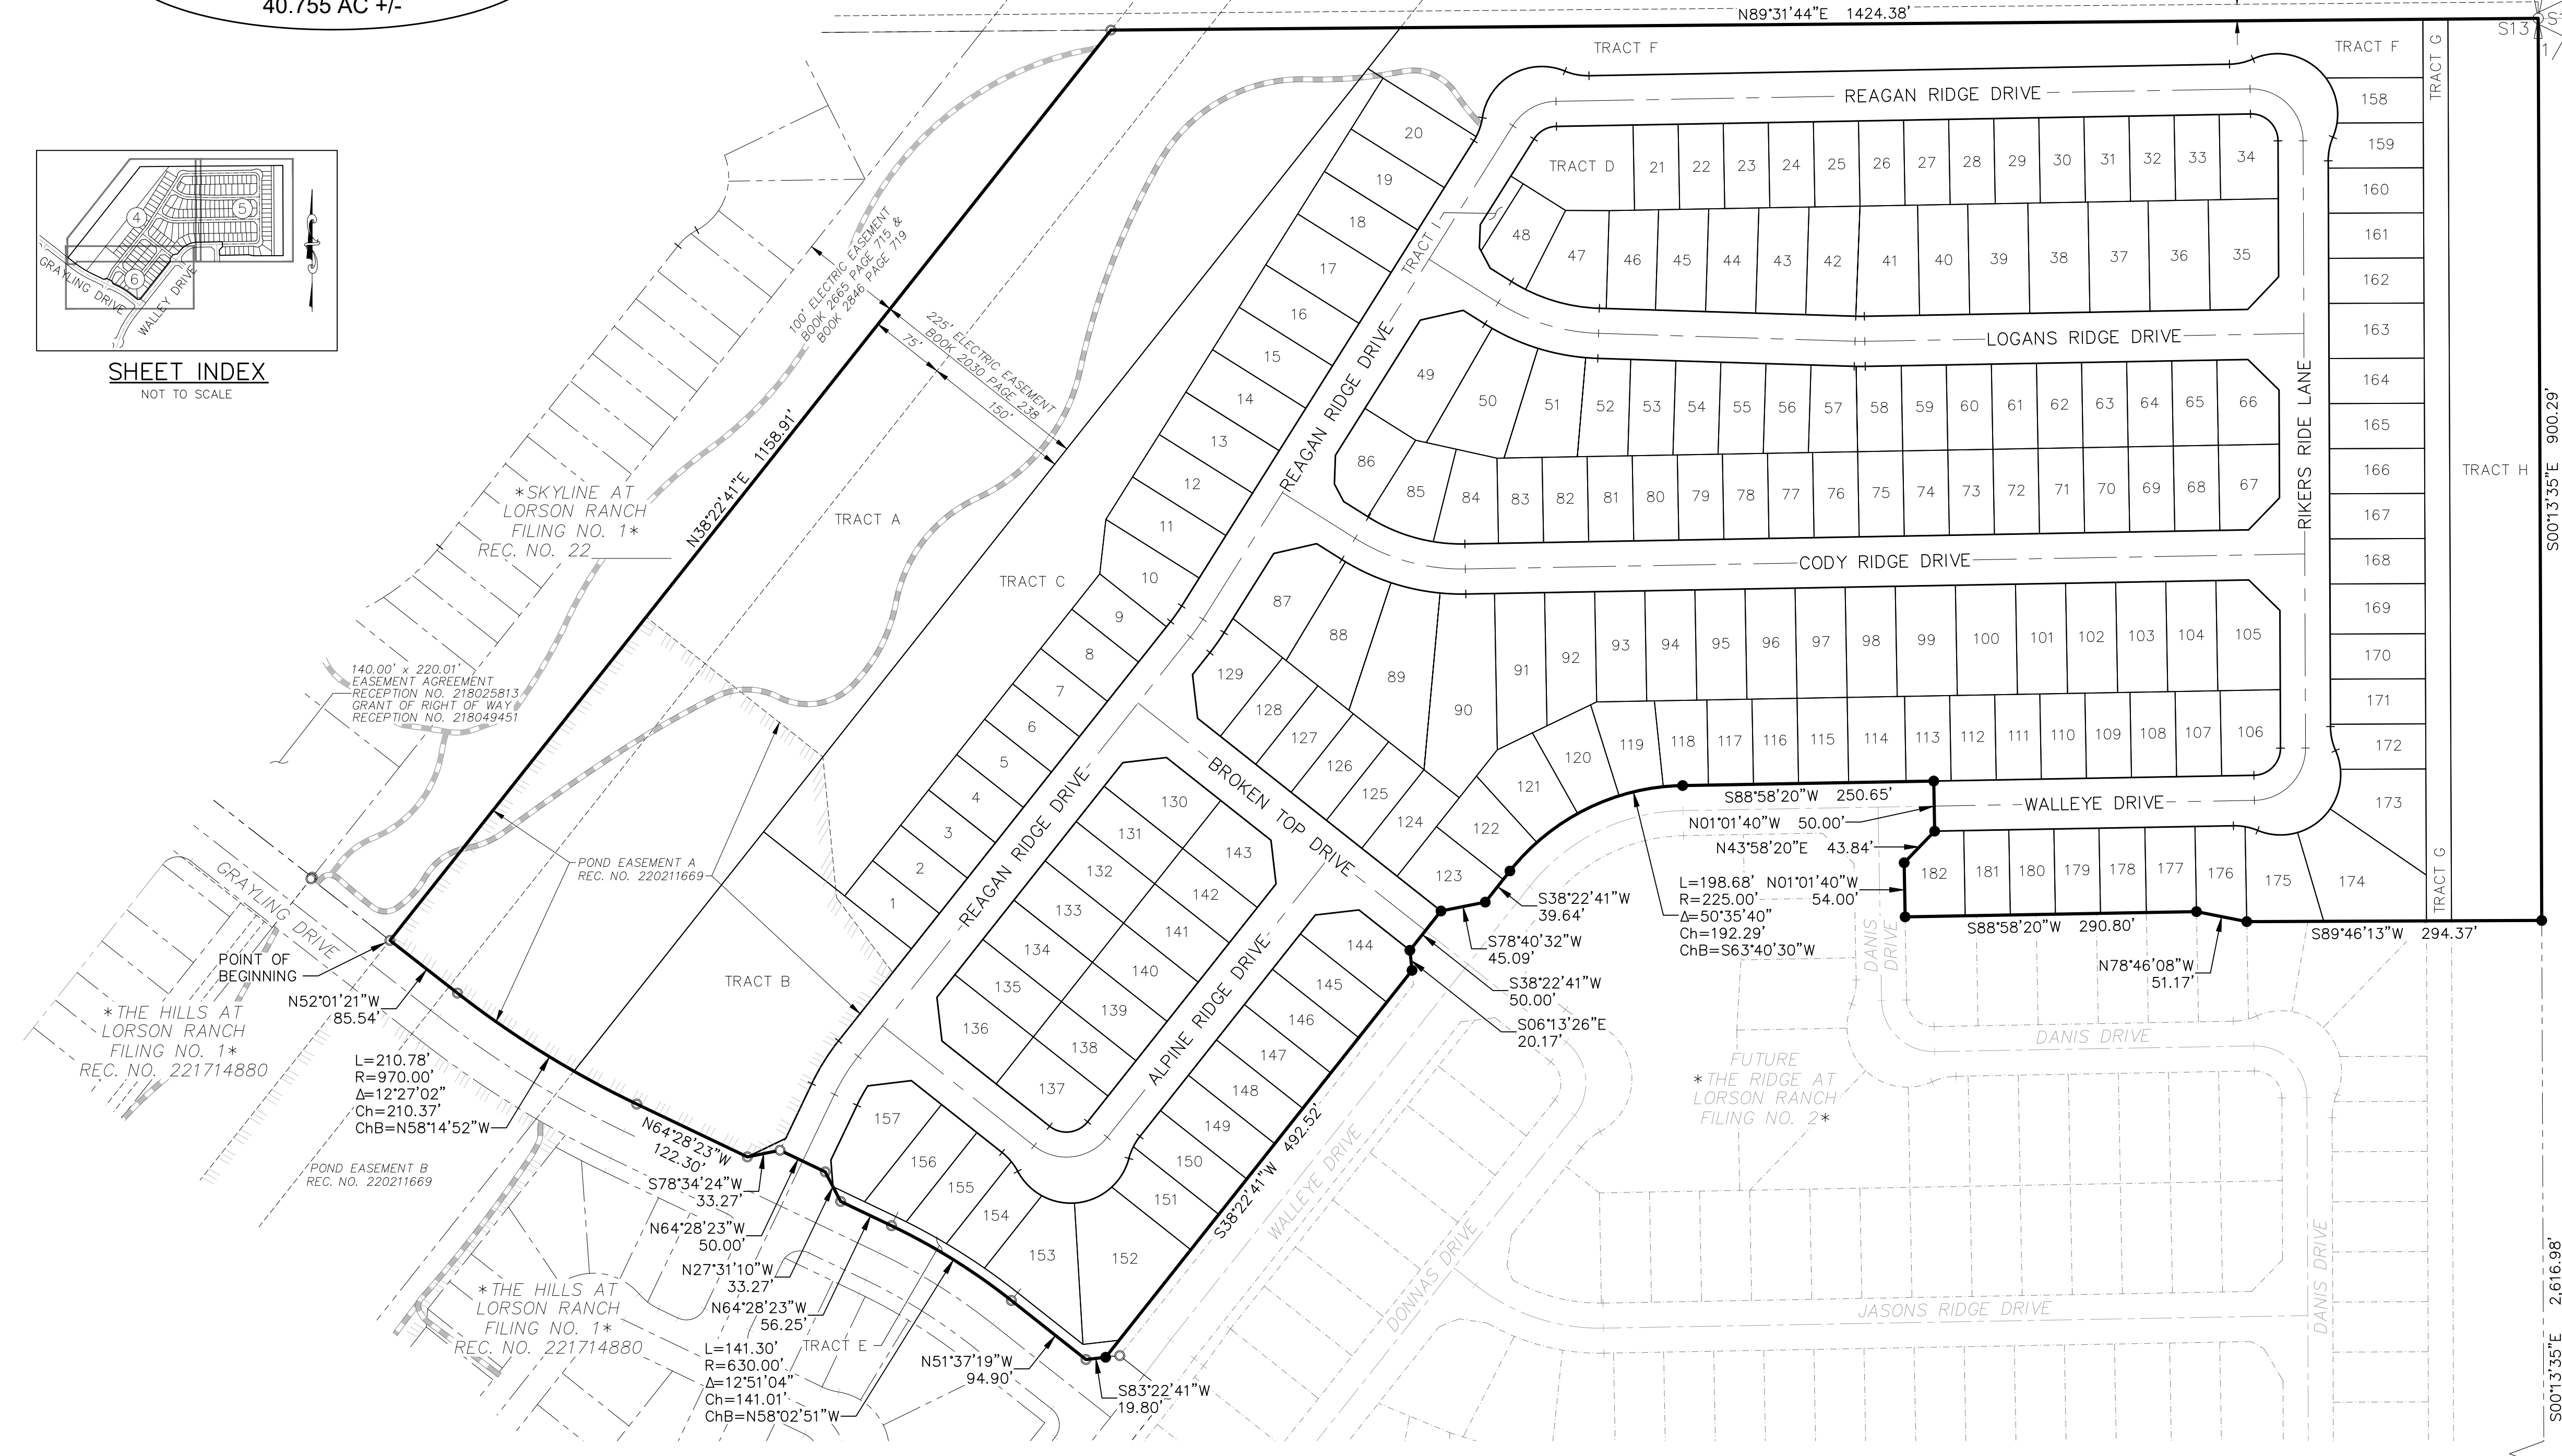 40.755 AC +/-
N89°31'44"E 1424.38'
S13
TRACT F
TRACT F
TRACT G
REAGAN RIDGE DRIVE
158
159
160
161
162
163
164
165
166
167
168
169
170
171
172
173
TRACT H
S00°13'35"E 900.29'
RIKERS RIDE LANE
20
19
18
17
16
15
14
13
12
11
10
9
8
7
6
5
4
3
2
1
TRACT D
21
22
23
24
25
26
27
28
29
30
31
32
33
34
TRACT I
48
47
46
45
44
43
42
41
40
39
38
37
36
35
LOGANS RIDGE DRIVE
49
50
51
52
53
54
55
56
57
58
59
60
61
62
63
64
65
66
86
85
84
83
82
81
80
79
78
77
76
75
74
73
72
71
70
69
68
67
CODY RIDGE DRIVE
87
88
89
90
91
92
93
94
95
96
97
98
99
100
101
102
103
104
105
129
128
127
126
125
124
123
122
121
120
119
118
117
116
115
114
113
112
111
110
109
108
107
106
4
5
6
GRAYLING DRIVE
WALLEY DRIVE
SHEET INDEX
NOT TO SCALE
100' ELECTRIC EASEMENT
BOOK 2665 PAGE 715 &
BOOK 2846 PAGE 719
225' ELECTRIC EASEMENT
BOOK 2030 PAGE 238
75'
150'
N38°22'41"E 1158.91'
*SKYLINE AT
LORSON RANCH
FILING NO. 1*
REC. NO. 22
TRACT A
TRACT C
REAGAN RIDGE DRIVE
140.00' x 220.01'
EASEMENT AGREEMENT
RECEPTION NO. 218025813
GRANT OF RIGHT OF WAY
RECEPTION NO. 218049451
POND EASEMENT A
REC. NO. 220211669
TRACT B
REAGAN RIDGE DRIVE
BROKEN TOP DRIVE
ALPINE RIDGE DRIVE
130
131
132
133
134
135
136
137
138
139
140
141
142
143
144
145
146
147
148
149
150
151
152
153
154
155
156
157
S88°58'20"W 250.65'
WALLEYE DRIVE
N01°01'40"W 50.00'
N43°58'20"E 43.84'
N01°01'40"W
54.00'
L=198.68'
R=225.00'
Δ=50°35'40"
Ch=192.29'
ChB=S63°40'30"W
S38°22'41"W
39.64'
S78°40'32"W
45.09'
S38°22'41"W
50.00'
S06°13'26"E
20.17'
182
181
180
179
178
177
176
175
174
TRACT G
S88°58'20"W 290.80'
N78°46'08"W
51.17'
S89°46'13"W 294.37'
DANIS
DRIVE
DANIS DRIVE
FUTURE
*THE RIDGE AT
LORSON RANCH
FILING NO. 2*
GRAYLING DRIVE
POINT OF
BEGINNING
N52°01'21"W
85.54'
*THE HILLS AT
LORSON RANCH
FILING NO. 1*
REC. NO. 221714880
L=210.78'
R=970.00'
Δ=12°27'02"
Ch=210.37'
ChB=N58°14'52"W
POND EASEMENT B
REC. NO. 220211669
N64°28'23"W
122.30'
S78°34'24"W
33.27'
N64°28'23"W
50.00'
N27°31'10"W
33.27'
N64°28'23"W
56.25'
L=141.30'
R=630.00'
Δ=12°51'04"
Ch=141.01'
ChB=N58°02'51"W
TRACT E
*THE HILLS AT
LORSON RANCH
FILING NO. 1*
REC. NO. 221714880
N51°37'19"W
94.90'
S83°22'41"W
19.80'
S38°22'41"W 492.52'
WALLEYE DRIVE
DONNAS DRIVE
JASONS RIDGE DRIVE
DANIS DRIVE
S00°13'35"E 2,616.98'